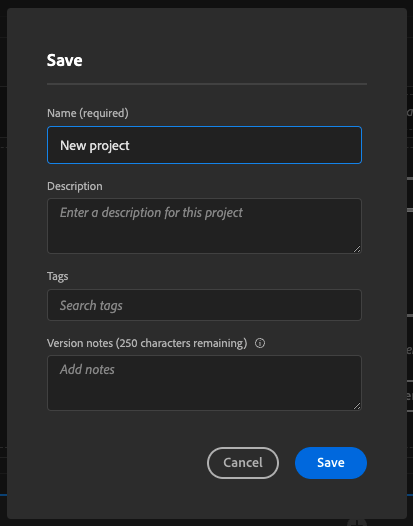 Save
Name (required)
New project
Description
Enter a description for this project
Tags
Search tags
Version notes (250 characters remaining)
Add notes
Cancel
Save